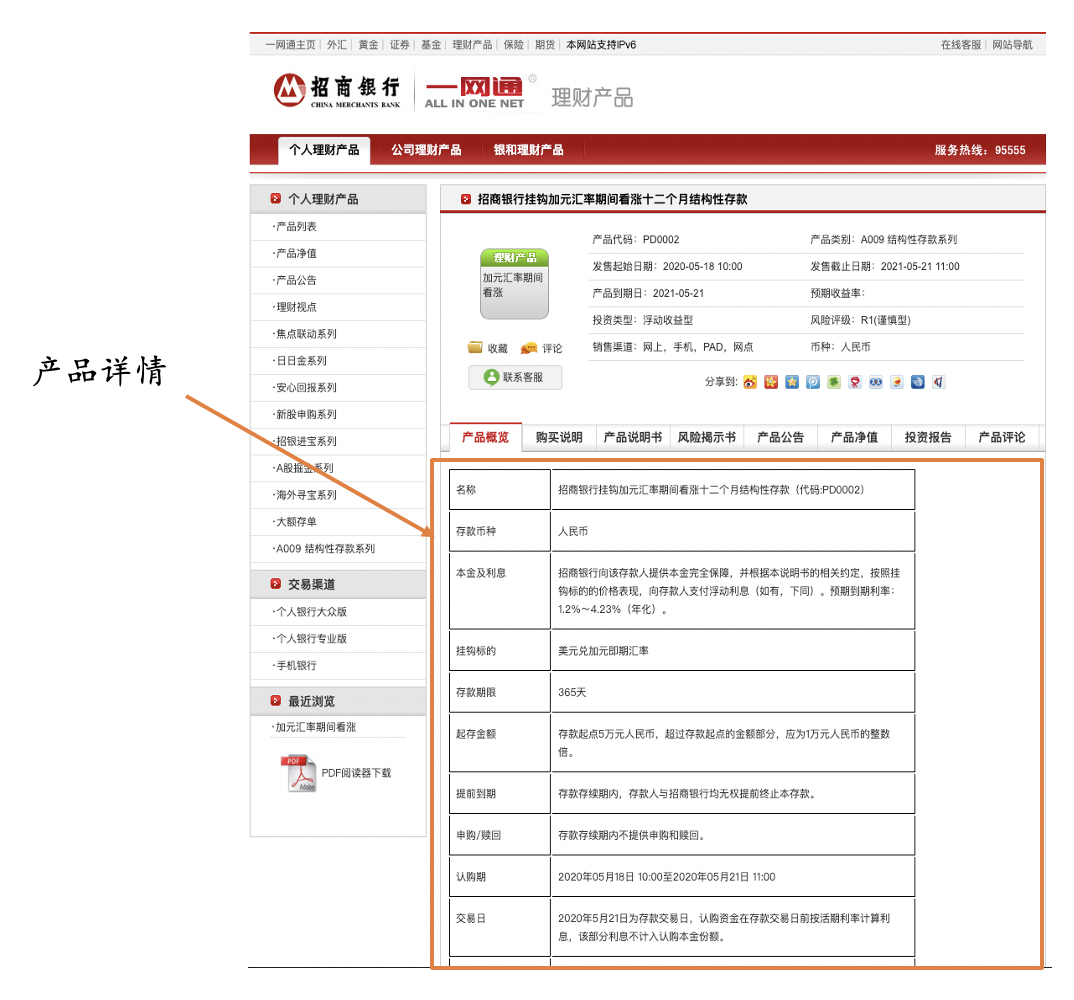 一网通主页 | 外汇 | 黄金 | 证券 | 基金 | 理财产品 | 保险 | 期货 | 本网站支持IPv6
在线客服 | 网站导航
招商银行
CHINA MERCHANTS BANK
一网通®
ALL IN ONE NET
理财产品
个人理财产品 公司理财产品 银和理财产品
服务热线：95555
个人理财产品
·产品列表
·产品净值
·产品公告
·理财视点
·焦点联动系列
·日日金系列
·安心回报系列
·新股申购系列
·招银进宝系列
·A股掘金系列
·海外寻宝系列
·大额存单
·A009 结构性存款系列
交易渠道
·个人银行大众版
·个人银行专业版
·手机银行
最近浏览
·加元汇率期间看涨
PDF
Adobe
PDF阅读器下载
产品详情
招商银行挂钩加元汇率期间看涨十二个月结构性存款
理财产品
加元汇率期间
看涨
收藏 评论
联系客服
产品代码：PD0002 产品类别：A009 结构性存款系列
发售起始日期：2020-05-18 10:00 发售截止日期：2021-05-21 11:00
产品到期日：2021-05-21 预期收益率：
投资类型：浮动收益型 风险评级：R1(谨慎型)
销售渠道：网上，手机，PAD，网点 币种：人民币
分享到:
产品概览 购买说明 产品说明书 风险揭示书 产品公告 产品净值 投资报告 产品评论
名称 招商银行挂钩加元汇率期间看涨十二个月结构性存款（代码:PD0002）
存款币种 人民币
本金及利息 招商银行向该存款人提供本金完全保障，并根据本说明书的相关约定，按照挂
钩标的的价格表现，向存款人支付浮动利息（如有，下同）。预期到期利率：
1.2%～4.23%（年化）。
挂钩标的 美元兑加元即期汇率
存款期限 365天
起存金额 存款起点5万元人民币，超过存款起点的金额部分，应为1万元人民币的整数
倍。
提前到期 存款存续期内，存款人与招商银行均无权提前终止本存款。
申购/赎回 存款存续期内不提供申购和赎回。
认购期 2020年05月18日 10:00至2020年05月21日 11:00
交易日 2020年5月21日为存款交易日，认购资金在存款交易日前按活期利率计算利
息，该部分利息不计入认购本金份额。